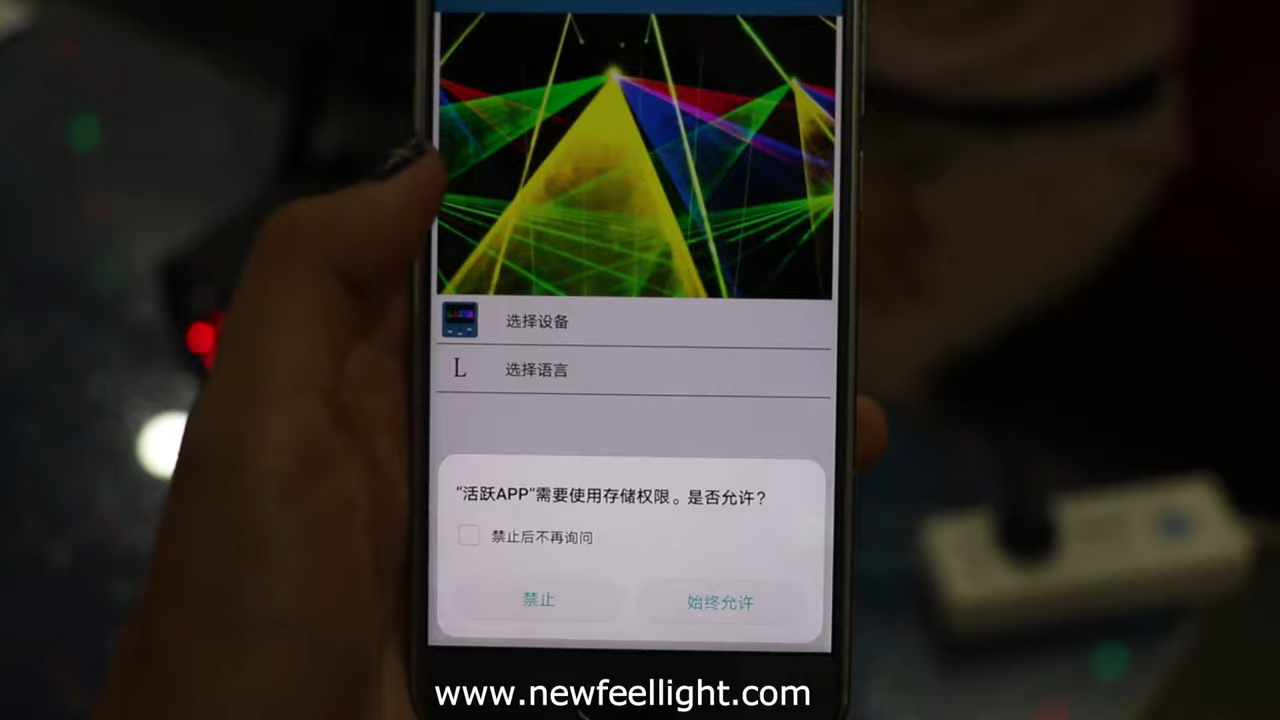 选择设备
L
选择语言
“活跃APP”需要使用存储权限。是否允许？
禁止后不再询问
禁止
始终允许
www.newfeellight.com